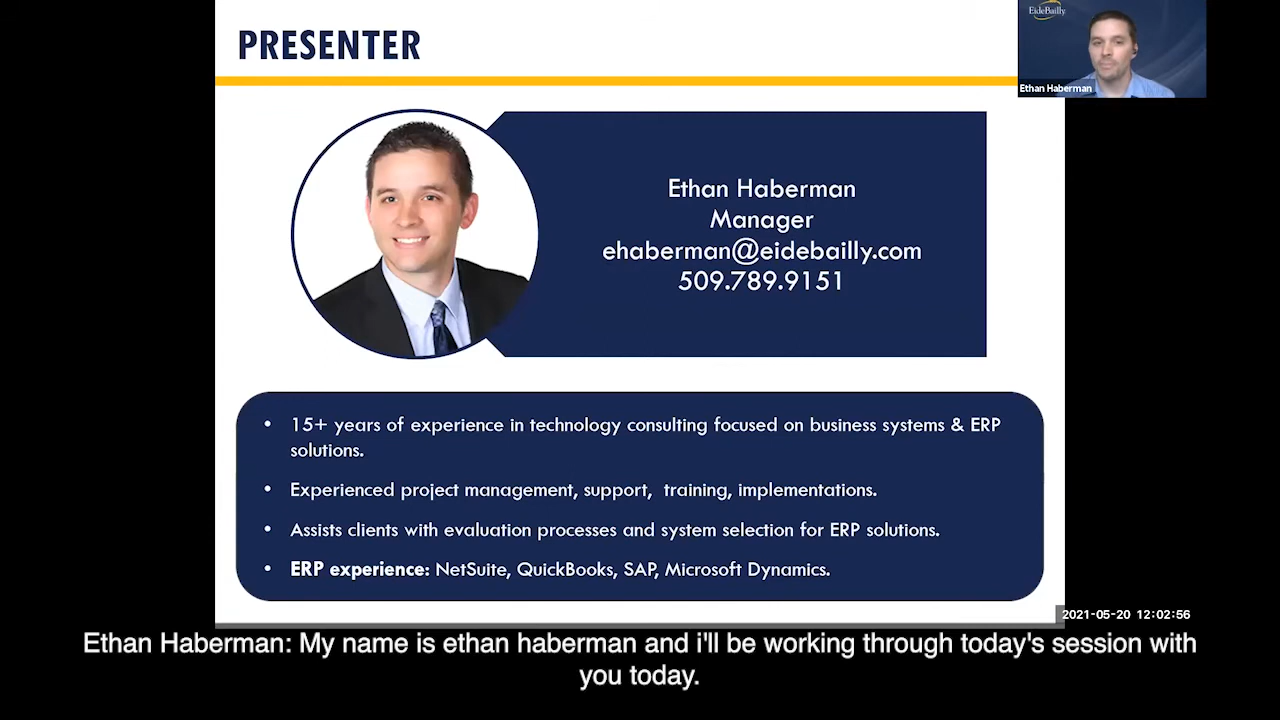 PRESENTER
EideBailly
Ethan Haberman
Ethan Haberman
Manager
ehaberman@eidebailly.com
509.789.9151
• 15+ years of experience in technology consulting focused on business systems & ERP
solutions.
• Experienced project management, support, training, implementations.
• Assists clients with evaluation processes and system selection for ERP solutions.
• ERP experience: NetSuite, QuickBooks, SAP, Microsoft Dynamics.
2021-05-20 12:02:56
Ethan Haberman: My name is ethan haberman and i'll be working through today's session with
you today.